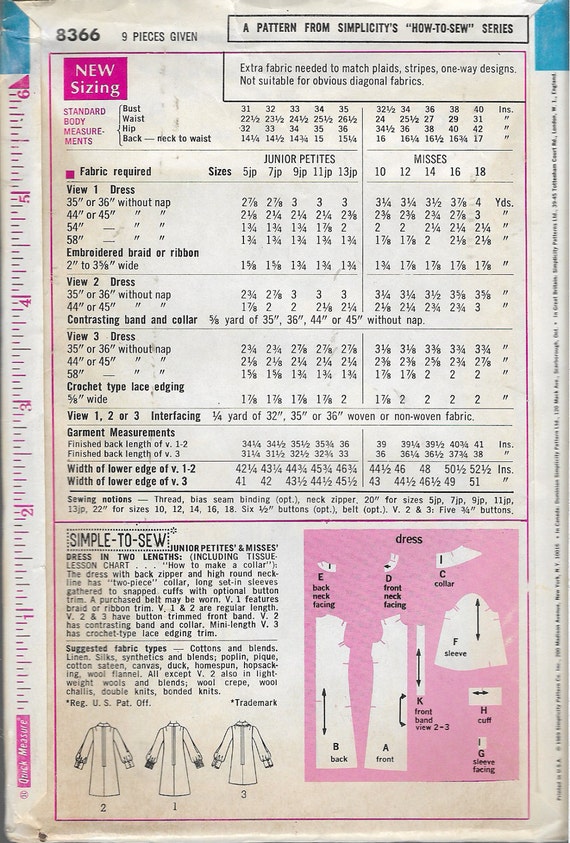 8366 9 PIECES GIVEN
A PATTERN FROM SIMPLICITY'S "HOW-TO-SEW" SERIES
NEW Sizing
Extra fabric needed to match plaids, stripes, one-way designs.
Not suitable for obvious diagonal fabrics.
STANDARD BODY MEASURE-MENTS
Bust 31 32 33 34 35 32½ 34 36 38 40 Ins.
Waist 22½ 23½ 24½ 25½ 26½ 24 25½ 27 29 31 "
Hip 32 33 34 35 36 34½ 36 38 40 42 "
Back — neck to waist 14¼ 14½ 14¾ 15 15¼ 16 16¼ 16½ 16¾ 17 "
JUNIOR PETITES MISSES
Fabric required Sizes 5jp 7jp 9jp 11jp 13jp 10 12 14 16 18
View 1 Dress
35" or 36" without nap 2⅞ 2⅞ 3 3 3 3¼ 3¼ 3½ 3⅞ 4 Yds.
44" or 45" " " 2⅛ 2¼ 2¼ 2¼ 2⅜ 2⅜ 2⅜ 2¾ 2⅞ 3 "
54" — " " 1¾ 1¾ 1¾ 1⅞ 2 2 2 2¼ 2¼ 2¼ "
58" — " " 1¾ 1¾ 1¾ 1¾ 1¾ 1⅞ 1⅞ 2 2⅛ 2⅛ "
Embroidered braid or ribbon
2" to 3⅝" wide 1⅝ 1⅝ 1¾ 1¾ 1¾ 1¾ 1⅞ 1⅞ 1⅞ 1⅞ "
View 2 Dress
35" or 36" without nap 2¾ 2⅞ 3 3 3 3¼ 3¼ 3½ 3⅝ 3⅝ "
44" or 45" " " 1⅞ 2 2 2⅛ 2¼ 2⅛ 2¼ 2¾ 2¾ 3 "
Contrasting band and collar ⅝ yard of 35", 36", 44" or 45" without nap.
View 3 Dress
35" or 36" without nap 2¾ 2¾ 2⅞ 2⅞ 2⅞ 3⅛ 3⅛ 3⅜ 3¾ 3¾ "
44" or 45" " " 2⅛ 2¼ 2¼ 2¼ 2¼ 2⅜ 2⅜ 2⅝ 2¾ 2⅞ "
58" — " " 1⅝ 1⅝ 1¾ 1¾ 1¾ 1¾ 1⅞ 2 2 2 "
Crochet type lace edging
⅝" wide 1⅞ 1⅞ 1⅞ 1⅞ 2 1⅞ 2 2 2 2 "
View 1, 2 or 3 Interfacing ¼ yard of 32", 35" or 36" woven or non-woven fabric.
Garment Measurements
Finished back length of v. 1-2 34¼ 34½ 35½ 35¾ 36 39 39¼ 39½ 40¾ 41 Ins.
Finished back length of v. 3 31¼ 31½ 32½ 32¾ 33 36 36¼ 36½ 37¾ 38 "
Width of lower edge of v. 1-2 42¼ 43¼ 44¾ 45¾ 46¾ 44½ 46 48 50½ 52½ Ins.
Width of lower edge of v. 3 41 42 43½ 44½ 45½ 43 44½ 46½ 49 51 "
Sewing notions — Thread, bias seam binding (opt.), neck zipper, 20" for sizes 5jp, 7jp, 9jp, 11jp,
13jp, 22" for sizes 10, 12, 14, 16, 18. Six ½" buttons (opt.), belt (opt.). V. 2 & 3: Five ¾" buttons.
SIMPLE-TO-SEW
JUNIOR PETITES' & MISSES'
DRESS IN TWO LENGTHS: (INCLUDING TISSUE-
LESSON CHART . . . "How to make a collar"):
The dress with back zipper and high round neck-
line has "two-piece" collar, long set-in sleeves
gathered to snapped cuffs with optional button
trim. A purchased belt may be worn. V. 1 features
braid or ribbon trim. V. 1 & 2 are regular length.
V. 2 & 3 have button trimmed front band. V. 2
has contrasting band and collar. Mini-length V. 3
has crochet-type lace edging trim.
Suggested fabric types — Cottons and blends.
Linen. Silks, synthetics and blends; poplin, pique,
cotton sateen, canvas, duck, homespun, hopsack-
ing, wool flannel. All except V. 2 also in light-
weight wools and blends; wool crepe, wool
challis, double knits, bonded knits.
*Reg. U. S. Pat. Off. *Trademark
2 1 3
dress
E back neck facing
D front neck facing
C collar
F sleeve
K front band view 2-3
H cuff
G sleeve facing
B back
A front
6
5
4
3
2
Quick Measure